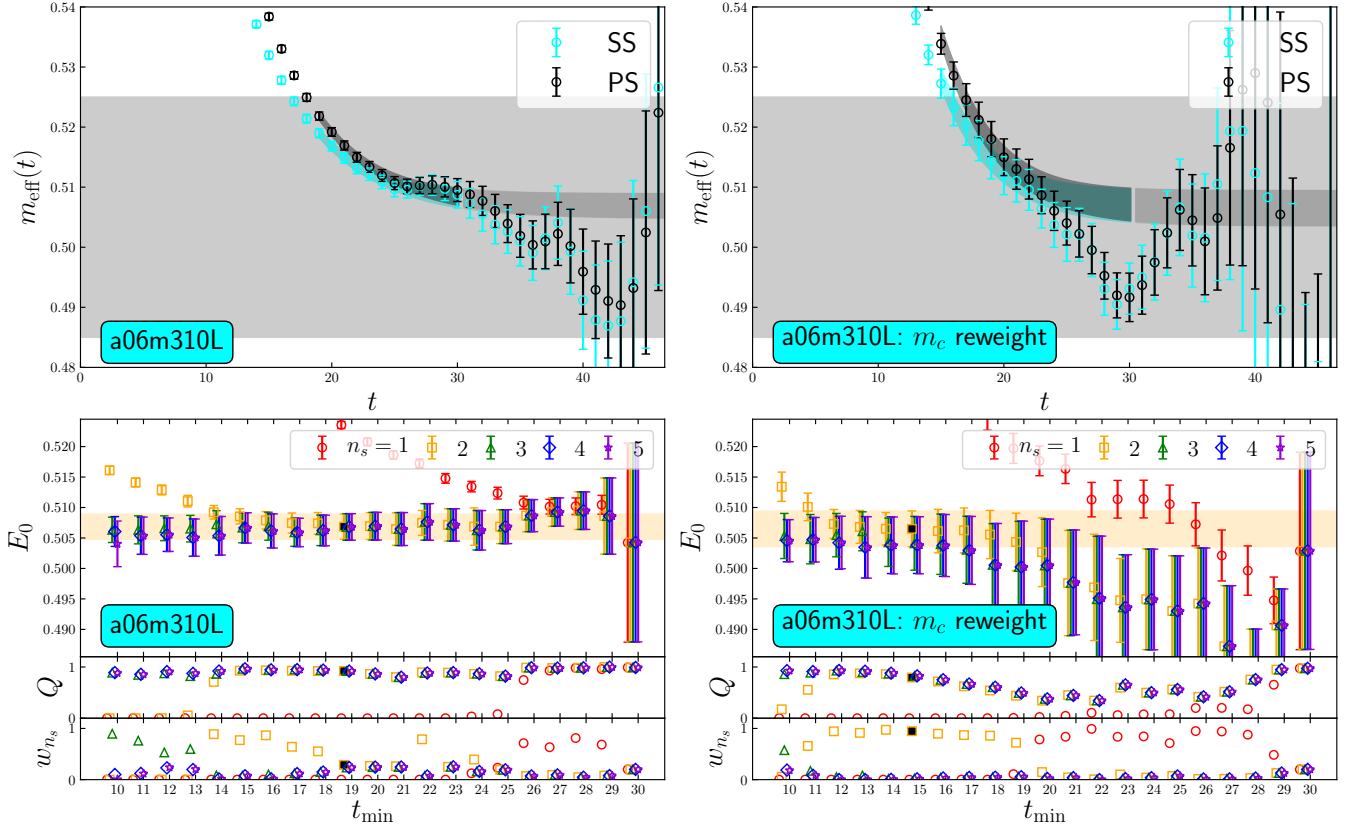 0.54
0.53
0.52
0.51
0.50
0.49
0.48
m_eff(t)
SS
PS
a06m310L
0 10 20 30 40
t
0.54
0.53
0.52
0.51
0.50
0.49
0.48
m_eff(t)
SS
PS
a06m310L: m_c reweight
0 10 20 30 40
t
0.520
0.515
0.510
0.505
0.500
0.495
0.490
E_0
n_s = 1 2 3 4 5
a06m310L
1
0
Q
1
0
w_{n_s}
10 11 12 13 14 15 16 17 18 19 20 21 22 23 24 25 26 27 28 29 30
t_min
0.520
0.515
0.510
0.505
0.500
0.495
0.490
E_0
n_s = 1 2 3 4 5
a06m310L: m_c reweight
1
0
Q
1
0
w_{n_s}
10 11 12 13 14 15 16 17 18 19 20 21 22 23 24 25 26 27 28 29 30
t_min